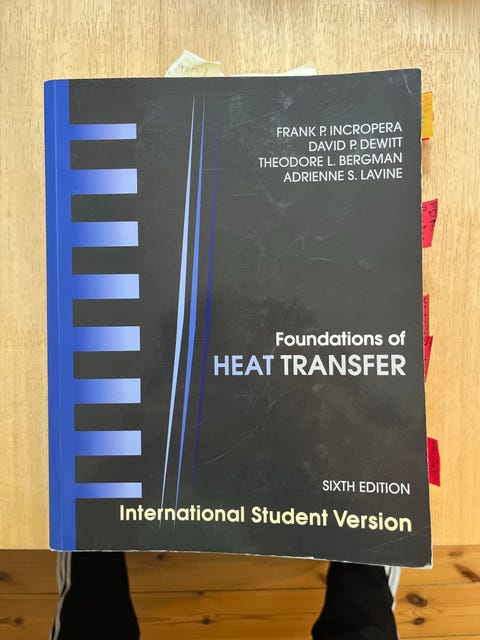 FRANK P. INCROPERA
DAVID P. DEWITT
THEODORE L. BERGMAN
ADRIENNE S. LAVINE
Foundations of
HEAT TRANSFER
SIXTH EDITION
International Student Version